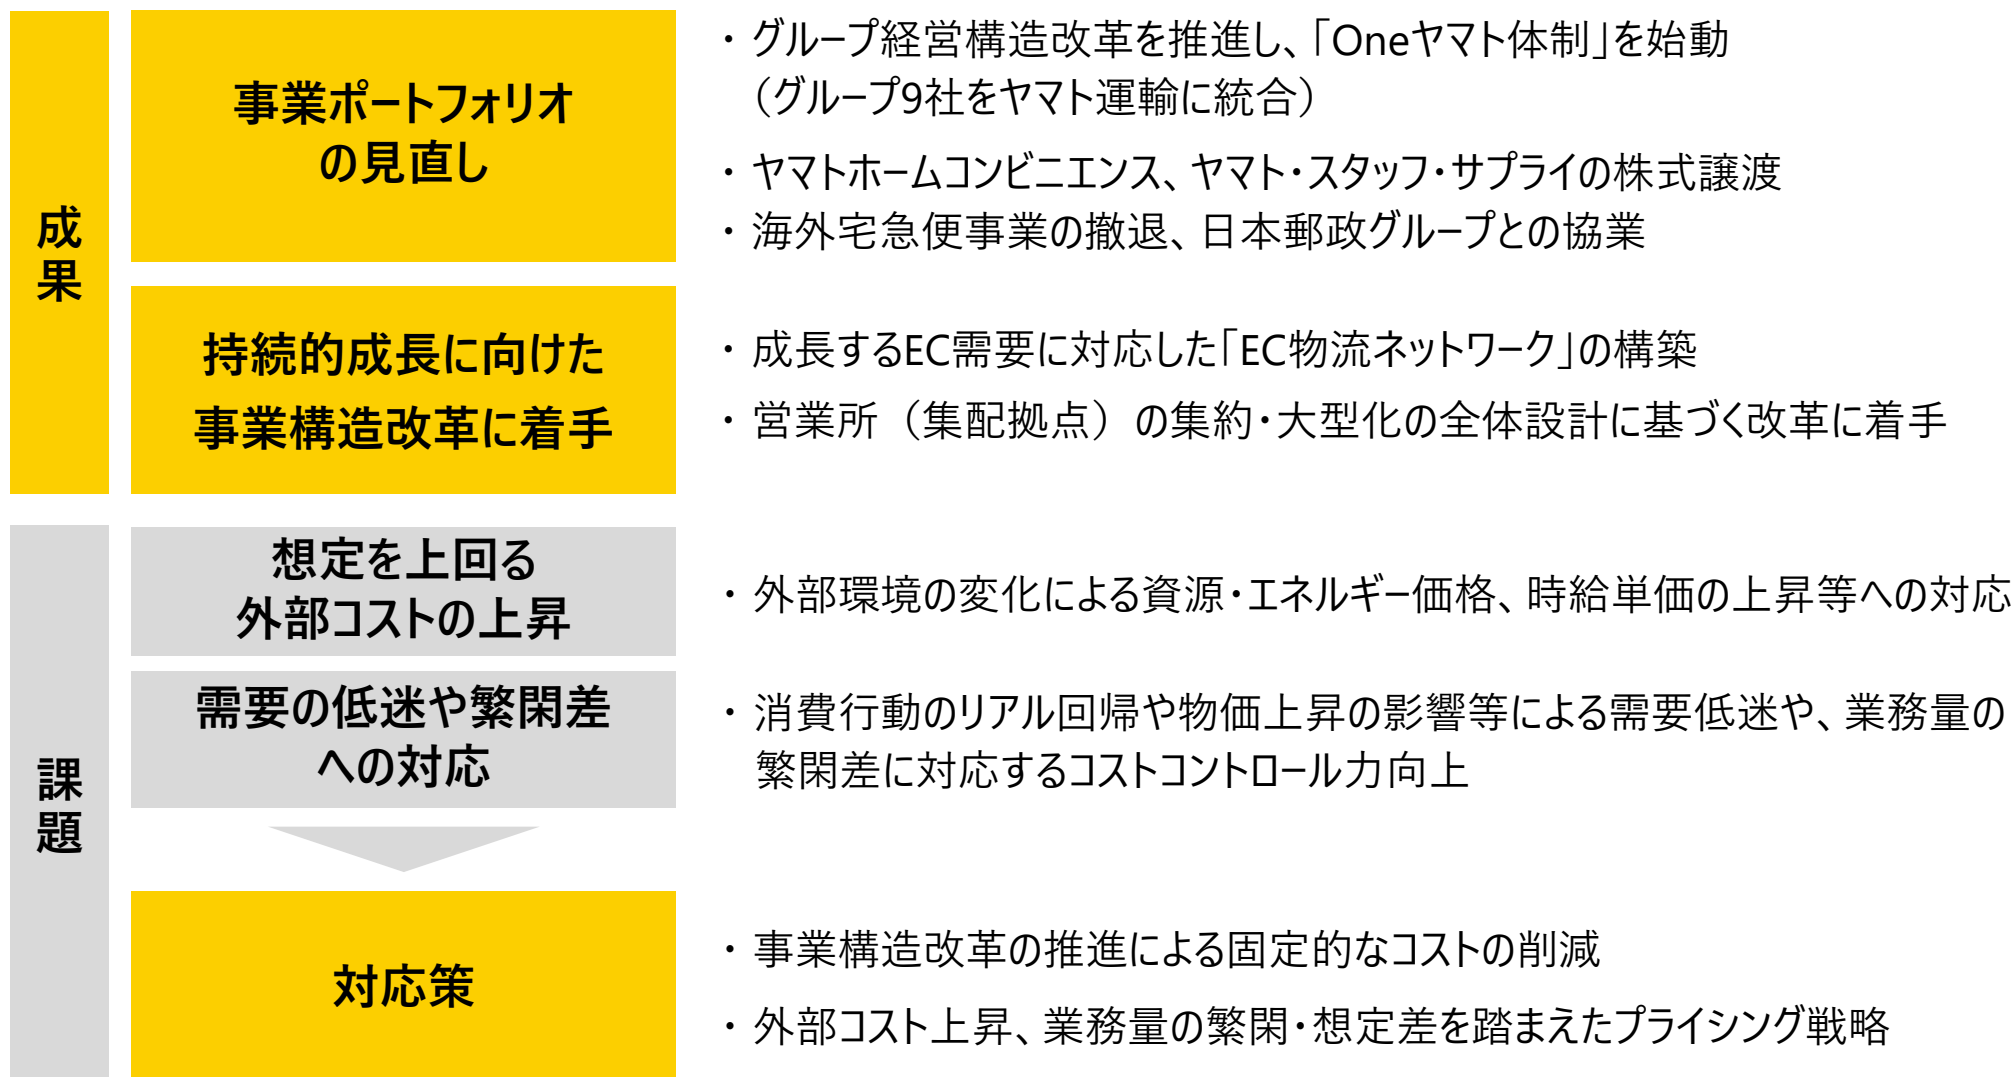 成果
事業ポートフォリオ
の見直し
・グループ経営構造改革を推進し、「Oneヤマト体制」を始動
（グループ9社をヤマト運輸に統合）
・ヤマトホームコンビニエンス、ヤマト・スタッフ・サプライの株式譲渡
・海外宅急便事業の撤退、日本郵政グループとの協業
持続的成長に向けた
事業構造改革に着手
・成長するEC需要に対応した「EC物流ネットワーク」の構築
・営業所（集配拠点）の集約・大型化の全体設計に基づく改革に着手
課題
想定を上回る
外部コストの上昇
・外部環境の変化による資源・エネルギー価格、時給単価の上昇等への対応
需要の低迷や繁閑差
への対応
・消費行動のリアル回帰や物価上昇の影響等による需要低迷や、業務量の
繁閑差に対応するコストコントロール力向上
対応策
・事業構造改革の推進による固定的なコストの削減
・外部コスト上昇、業務量の繁閑・想定差を踏まえたプライシング戦略